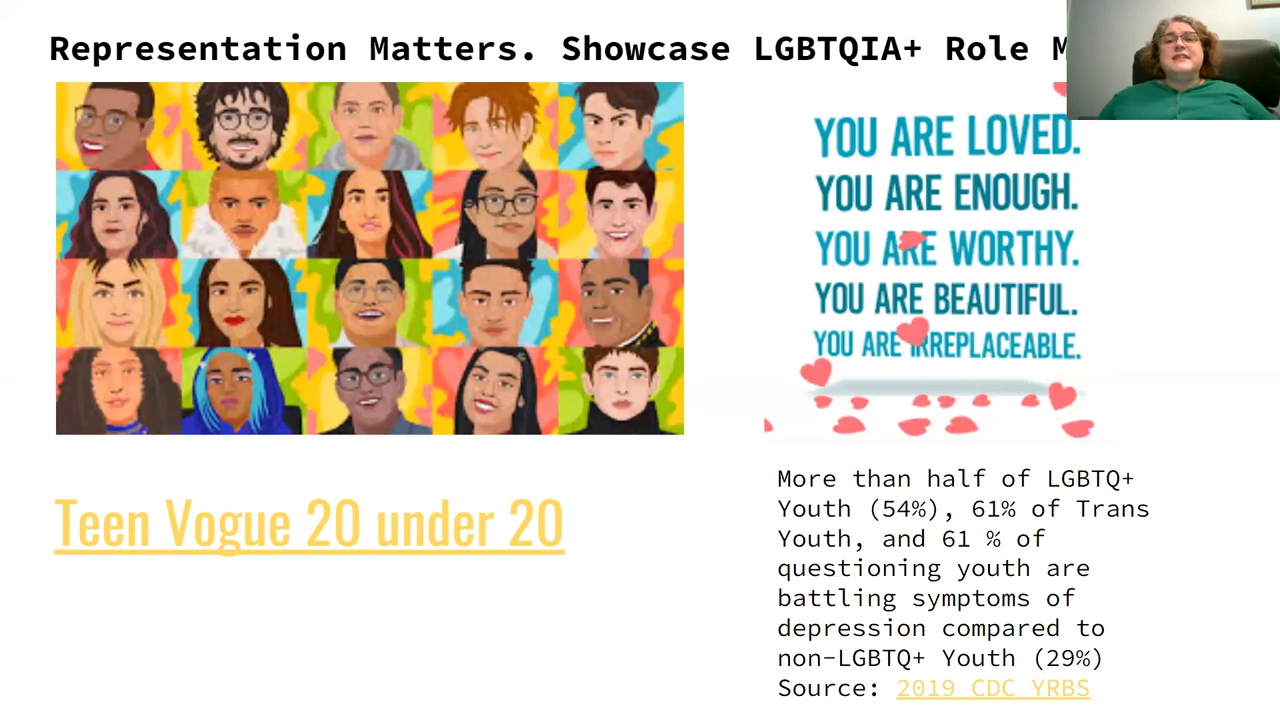 Representation Matters. Showcase LGBTQIA+ Role
YOU ARE LOVED.
YOU ARE ENOUGH.
YOU ARE WORTHY.
YOU ARE BEAUTIFUL.
YOU ARE IRREPLACEABLE.
Teen Vogue 20 under 20
More than half of LGBTQ+
Youth (54%), 61% of Trans
Youth, and 61 % of
questioning youth are
battling symptoms of
depression compared to
non-LGBTQ+ Youth (29%)
Source: 2019 CDC YRBS